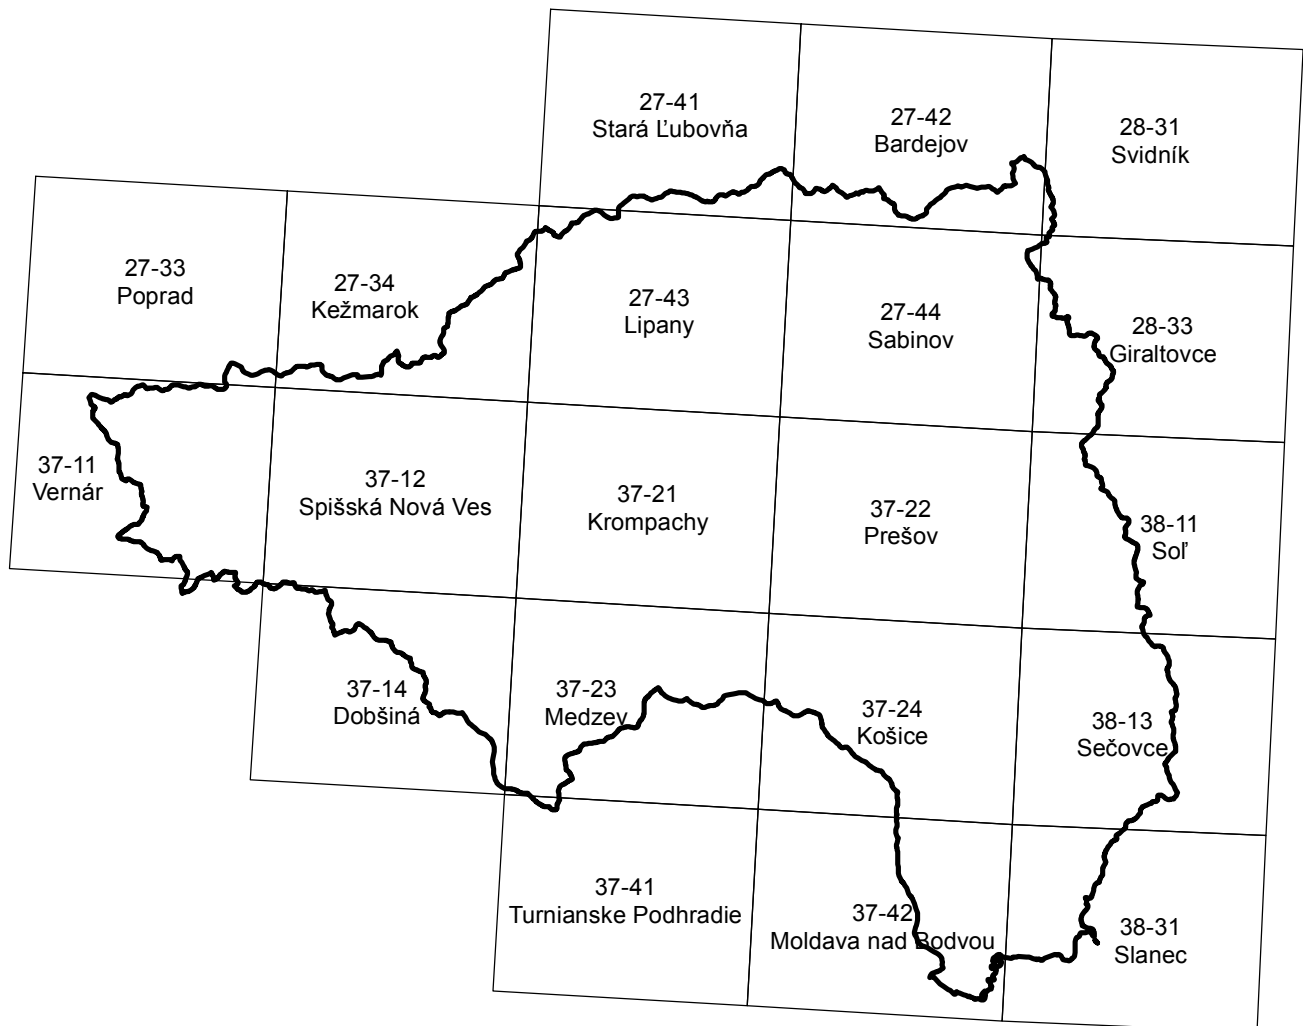 27-41
Stará Ľubovňa
27-42
Bardejov
28-31
Svidník
27-33
Poprad
27-34
Kežmarok
27-43
Lipany
27-44
Sabinov
28-33
Giraltovce
37-11
Vernár
37-12
Spišská Nová Ves
37-21
Krompachy
37-22
Prešov
38-11
Soľ
37-14
Dobšiná
37-23
Medzev
37-24
Košice
38-13
Sečovce
37-41
Turnianske Podhradie
37-42
Moldava nad Bodvou
38-31
Slanec